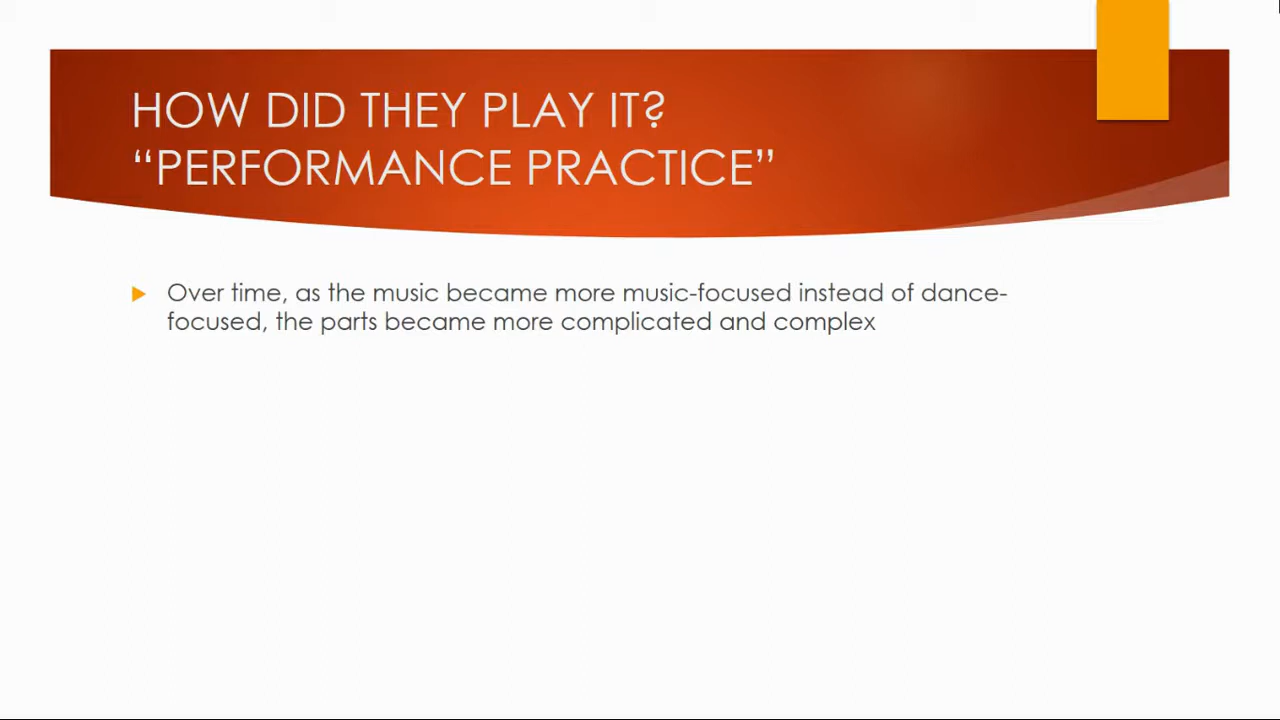 HOW DID THEY PLAY IT?
“PERFORMANCE PRACTICE”
Over time, as the music became more music-focused instead of dance-
focused, the parts became more complicated and complex